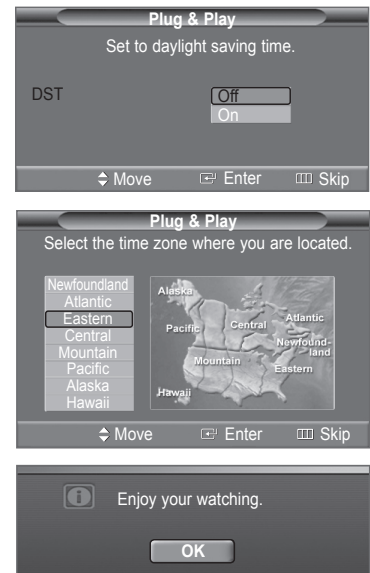 Plug & Play
Set to daylight saving time.
DST
Off
On
Move Enter Skip
Plug & Play
Select the time zone where you are located.
Newfoundland
Atlantic
Eastern
Central
Mountain
Pacific
Alaska
Hawaii
Alaska
Pacific
Central
Atlantic
Newfound-
land
Mountain
Eastern
Hawaii
Move Enter Skip
Enjoy your watching.
OK